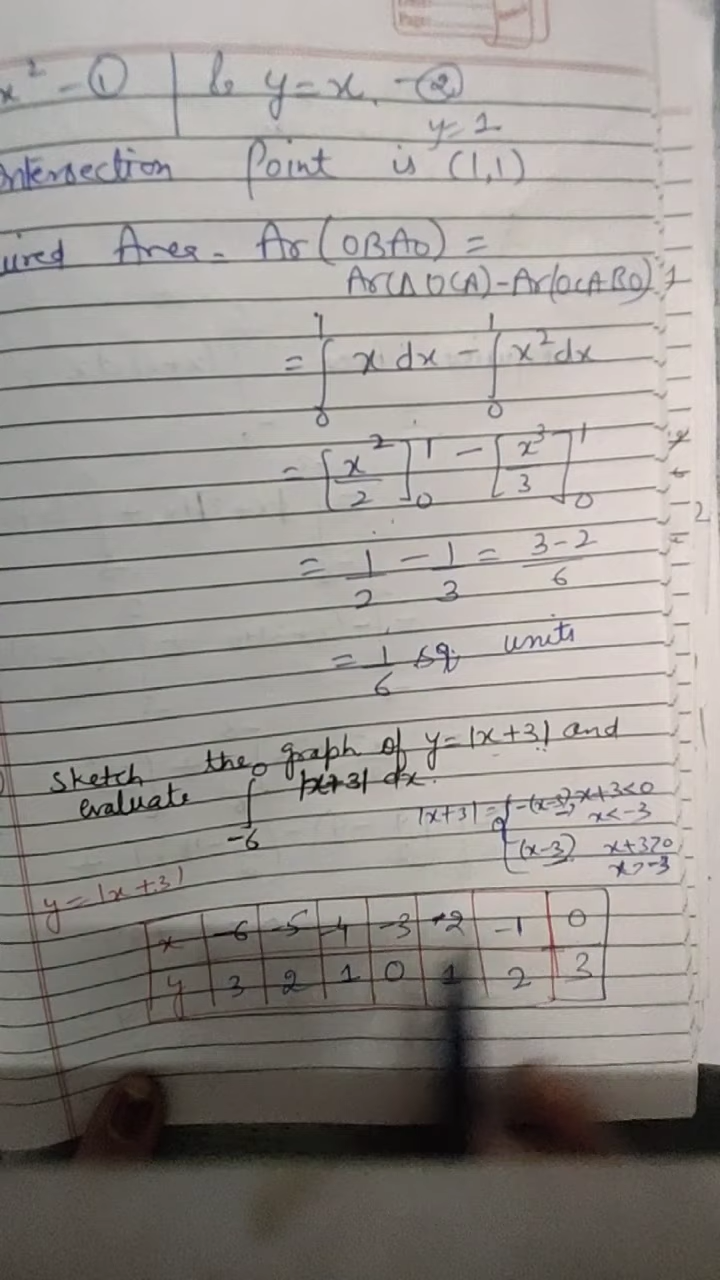 x² - ① | & y = x. - ②
y = 1
Intersection Point is (1,1)
Area = Ar(OBAO) =
Ar(Δ OCA) - Ar(OCABO)
= ∫₀¹ x dx - ∫₀¹ x² dx
= [x²/2]₀¹ - [x³/3]₀¹
= 1/2 - 1/3 = (3-2)/6
= 1/6 sq units
Sketch the graph of y = |x+3| and
evaluate ∫₋₆⁰ |x+3| dx.
|x+3| = { -(x-3), x+3<0
x<-3
(x-3) x+3≥0
x≥-3
y = |x+3|
x -6 -5 -4 -3 -2 -1 0
y 3 2 1 0 1 2 3